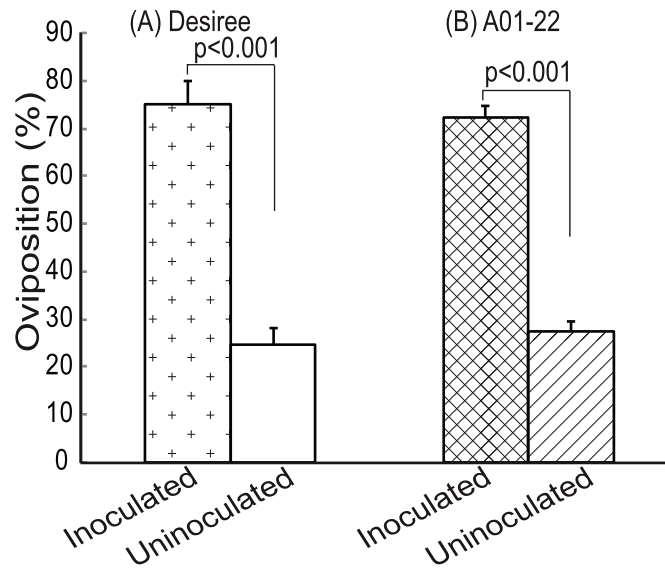 (A) Desiree
(B) A01-22
p<0.001
p<0.001
Oviposition (%)
90
80
70
60
50
40
30
20
10
0
Inoculated
Uninoculated
Inoculated
Uninoculated